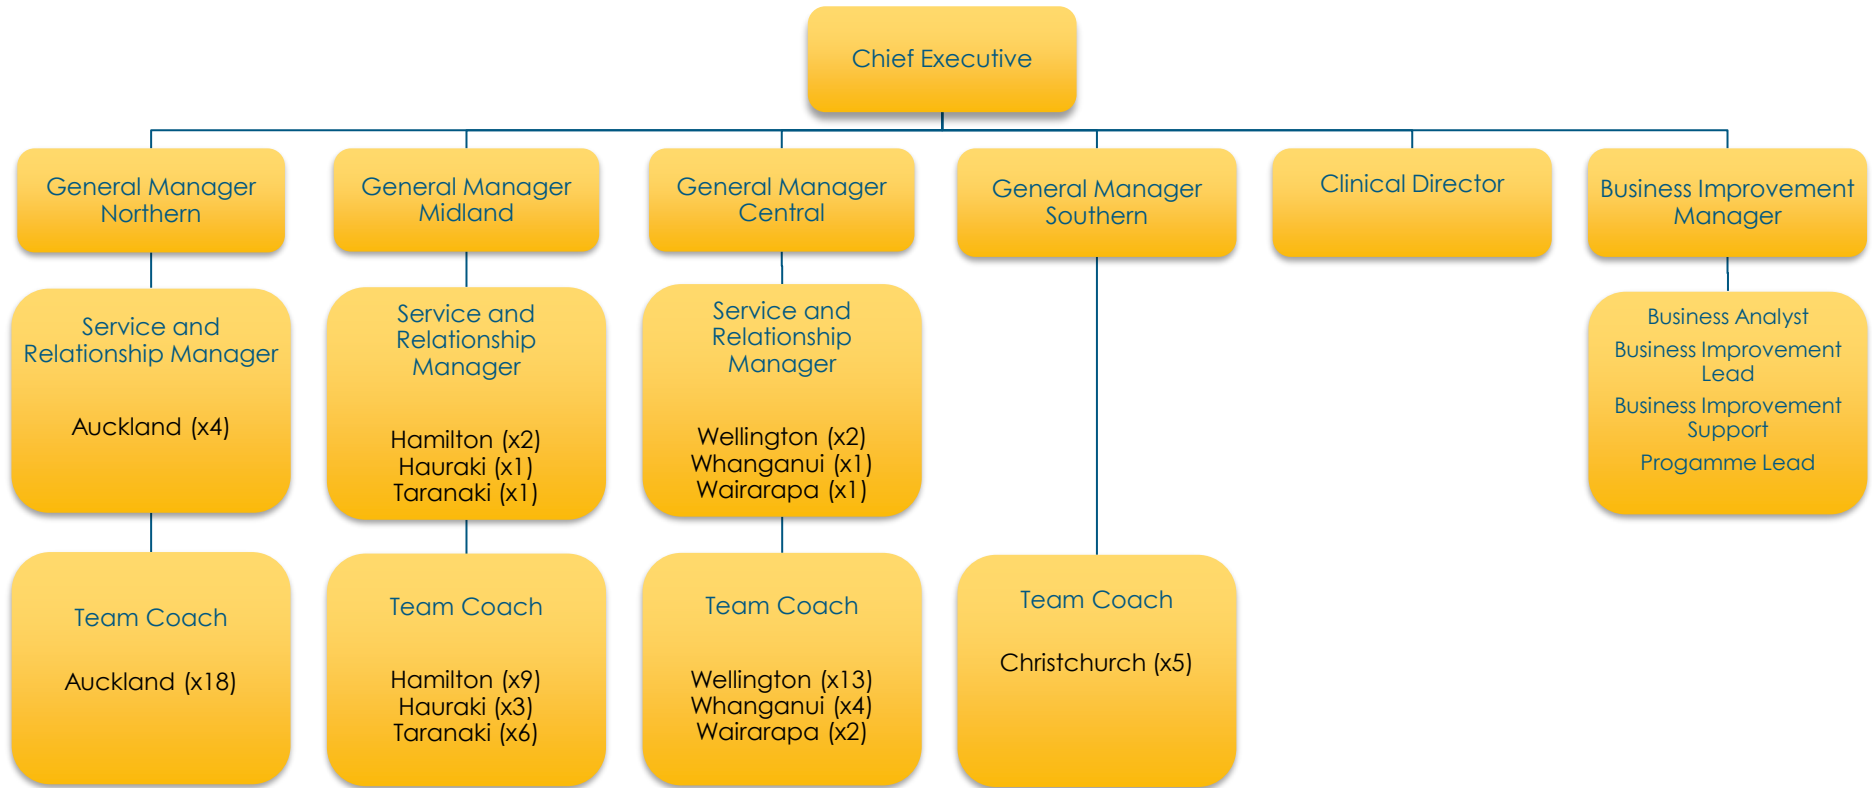 Chief Executive
General Manager
Northern
General Manager
Midland
General Manager
Central
General Manager
Southern
Clinical Director
Business Improvement
Manager
Service and
Relationship Manager
Auckland (x4)
Service and
Relationship
Manager
Hamilton (x2)
Hauraki (x1)
Taranaki (x1)
Service and
Relationship
Manager
Wellington (x2)
Whanganui (x1)
Wairarapa (x1)
Business Analyst
Business Improvement
Lead
Business Improvement
Support
Progamme Lead
Team Coach
Auckland (x18)
Team Coach
Hamilton (x9)
Hauraki (x3)
Taranaki (x6)
Team Coach
Wellington (x13)
Whanganui (x4)
Wairarapa (x2)
Team Coach
Christchurch (x5)